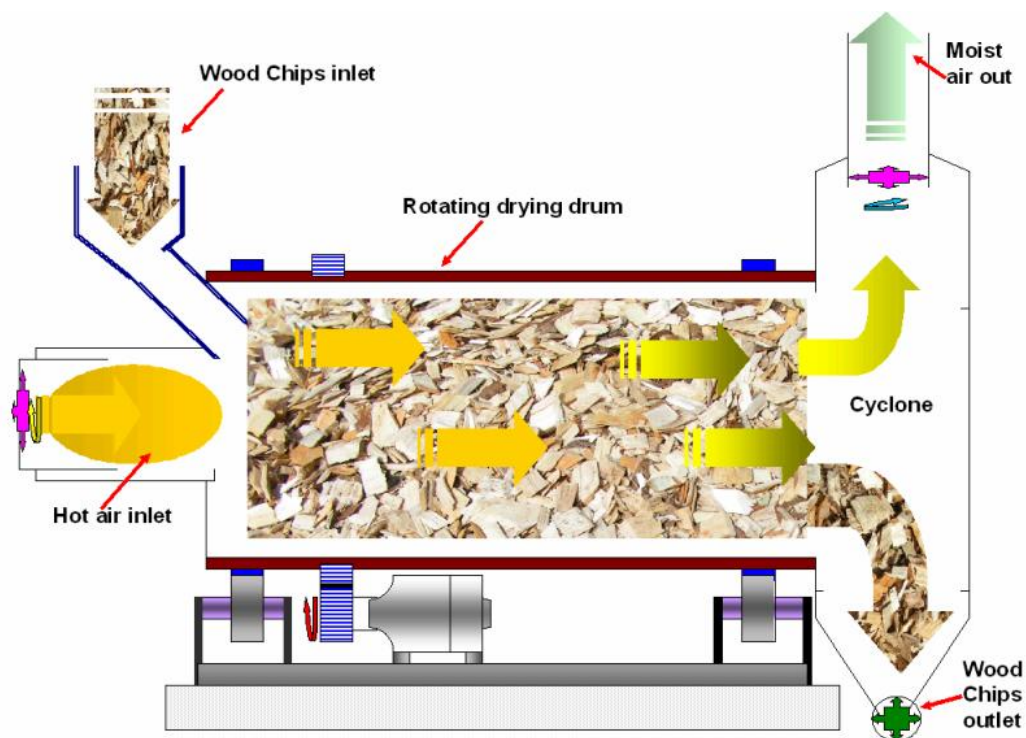 Wood Chips inlet
Moist
air out
Rotating drying drum
Cyclone
Hot air inlet
Wood
Chips
outlet